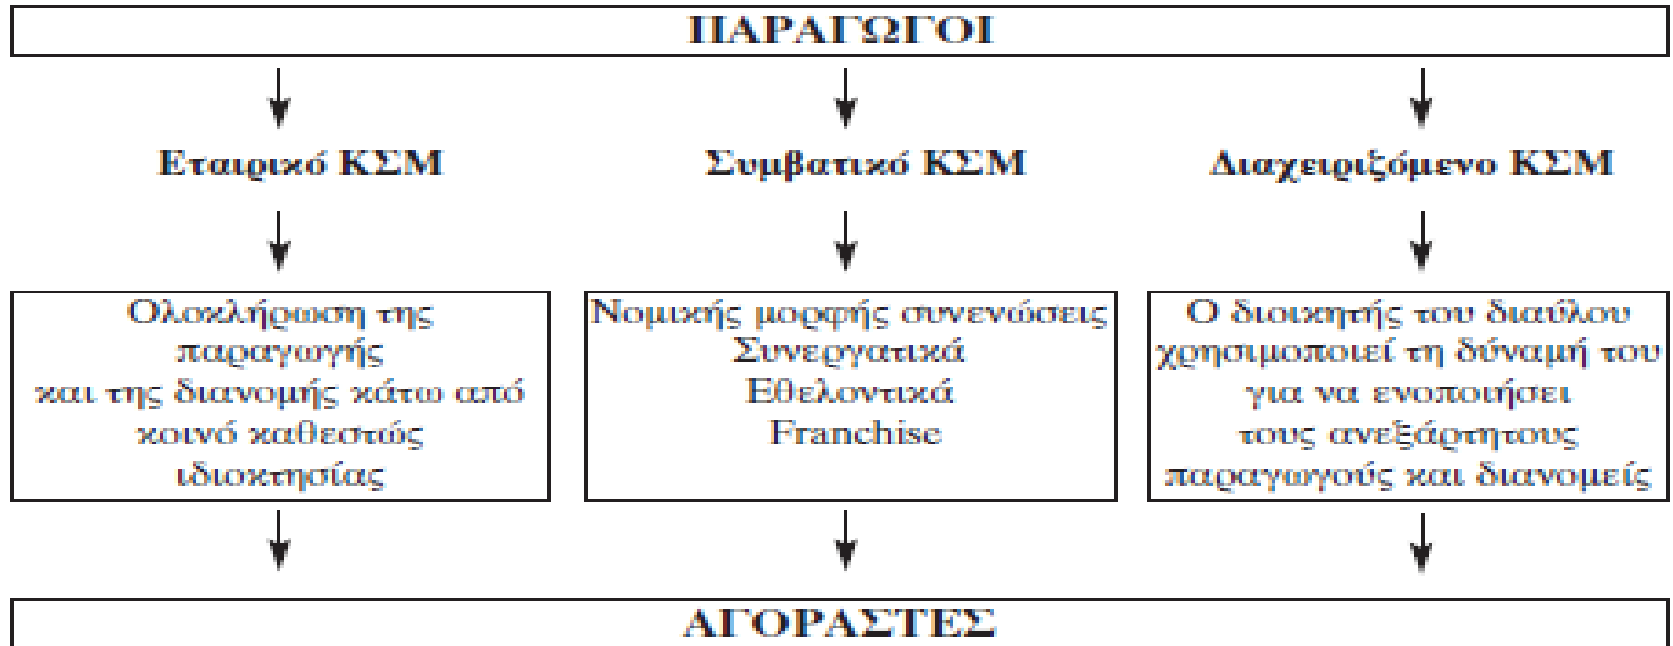 ΠΑΡΑΓΩΓΟΙ
Εταιρικό ΚΣΜ
Συμβατικό ΚΣΜ
Διαχειριξόμενο ΚΣΜ
Ολοκλήρωση της
παραγωγής
και της διανομής κάτω από
κοινό καθεστώς
ιδιοκτησίας
Νομικής μορφής συνενώσεις
Συνεργατικά
Εθελοντικά
Franchise
Ο διοικητής του διαύλου
χρησιμοποιεί τη δύναμή του
για να ενοποιήσει
τους ανεξάρτητους
παραγωγούς και διανομείς
ΑΓΟΡΑΣΤΕΣ